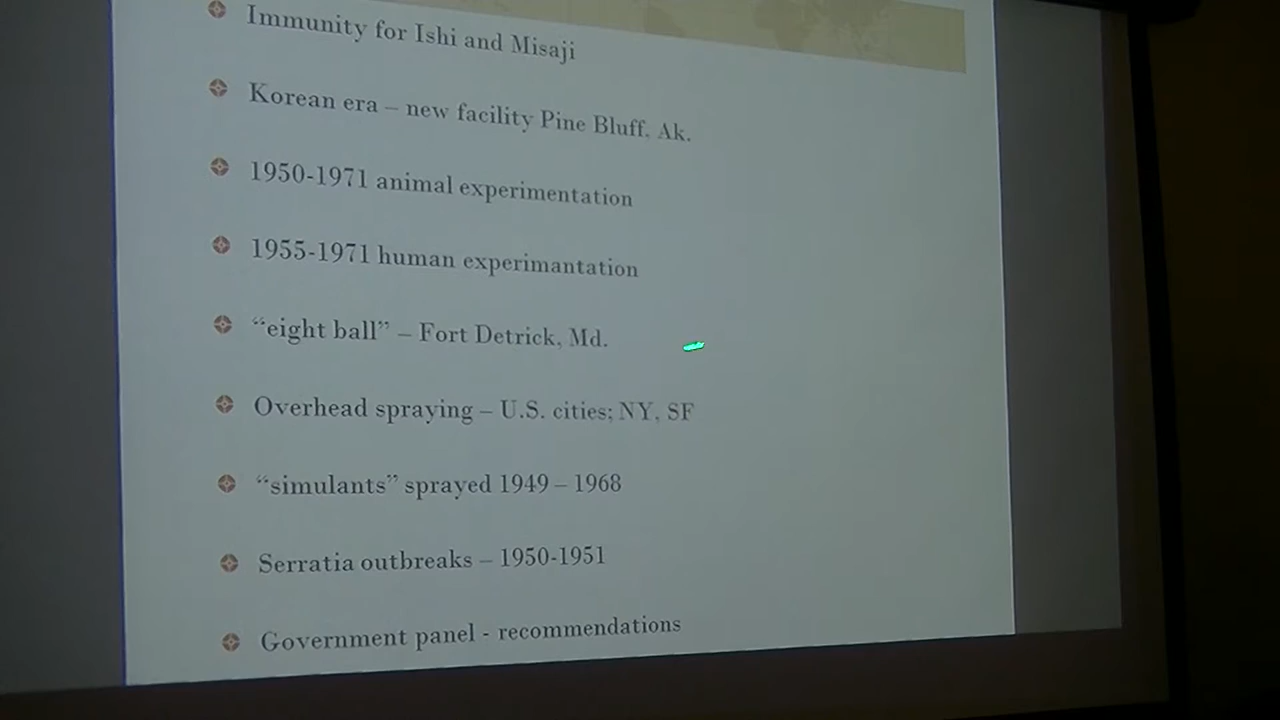 Immunity for Ishi and Misaji
Korean era – new facility Pine Bluff, Ak.
1950-1971 animal experimentation
1955-1971 human experimantation
“eight ball” – Fort Detrick, Md.
Overhead spraying – U.S. cities; NY, SF
“simulants” sprayed 1949 – 1968
Serratia outbreaks – 1950-1951
Government panel - recommendations